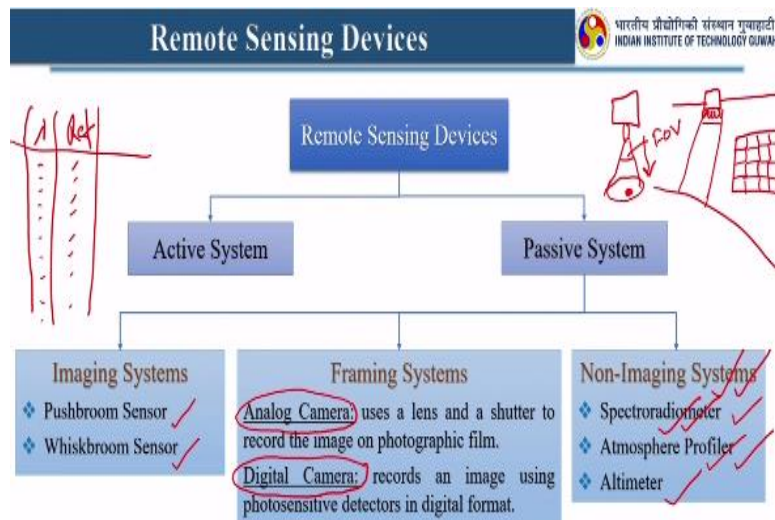 Remote Sensing Devices
भारतीय प्रौद्योगिकी संस्थान गुवाहाटी
INDIAN INSTITUTE OF TECHNOLOGY GUWAH
λ Ref
FOV
Remote Sensing Devices
Active System
Passive System
Imaging Systems
Pushbroom Sensor
Whiskbroom Sensor
Framing Systems
Analog Camera: uses a lens and a shutter to
record the image on photographic film.
Digital Camera: records an image using
photosensitive detectors in digital format.
Non-Imaging Systems
Spectroradiometer
Atmosphere Profiler
Altimeter